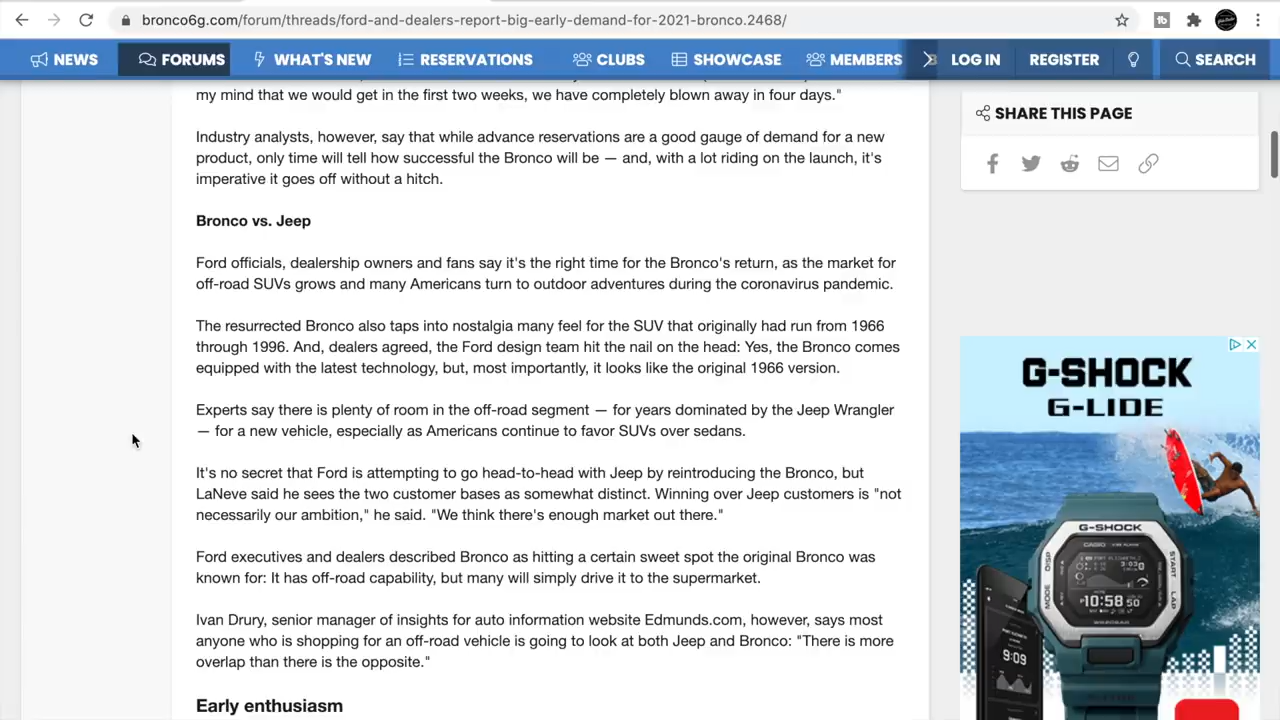 bronco6g.com/forum/threads/ford-and-dealers-report-big-early-demand-for-2021-bronco.2468/
NEWS FORUMS WHAT'S NEW RESERVATIONS CLUBS SHOWCASE MEMBERS LOG IN REGISTER SEARCH
my mind that we would get in the first two weeks, we have completely blown away in four days."
Industry analysts, however, say that while advance reservations are a good gauge of demand for a new
product, only time will tell how successful the Bronco will be — and, with a lot riding on the launch, it's
imperative it goes off without a hitch.
Bronco vs. Jeep
Ford officials, dealership owners and fans say it's the right time for the Bronco's return, as the market for
off-road SUVs grows and many Americans turn to outdoor adventures during the coronavirus pandemic.
The resurrected Bronco also taps into nostalgia many feel for the SUV that originally had run from 1966
through 1996. And, dealers agreed, the Ford design team hit the nail on the head: Yes, the Bronco comes
equipped with the latest technology, but, most importantly, it looks like the original 1966 version.
Experts say there is plenty of room in the off-road segment — for years dominated by the Jeep Wrangler
— for a new vehicle, especially as Americans continue to favor SUVs over sedans.
It's no secret that Ford is attempting to go head-to-head with Jeep by reintroducing the Bronco, but
LaNeve said he sees the two customer bases as somewhat distinct. Winning over Jeep customers is "not
necessarily our ambition," he said. "We think there's enough market out there."
Ford executives and dealers described Bronco as hitting a certain sweet spot the original Bronco was
known for: It has off-road capability, but many will simply drive it to the supermarket.
Ivan Drury, senior manager of insights for auto information website Edmunds.com, however, says most
anyone who is shopping for an off-road vehicle is going to look at both Jeep and Bronco: "There is more
overlap than there is the opposite."
Early enthusiasm
SHARE THIS PAGE
G-SHOCK
G-LIDE
G-SHOCK
CASIO
DISP
START
MODE
LAP
3:03
10:58 50
9:09